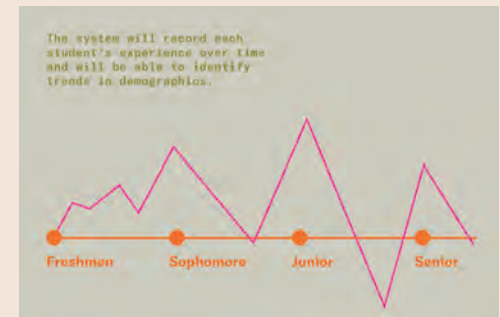 The system will record each
student's experience over time
and will be able to identify
trends in demographics.
Freshmen
Sophomore
Junior
Senior